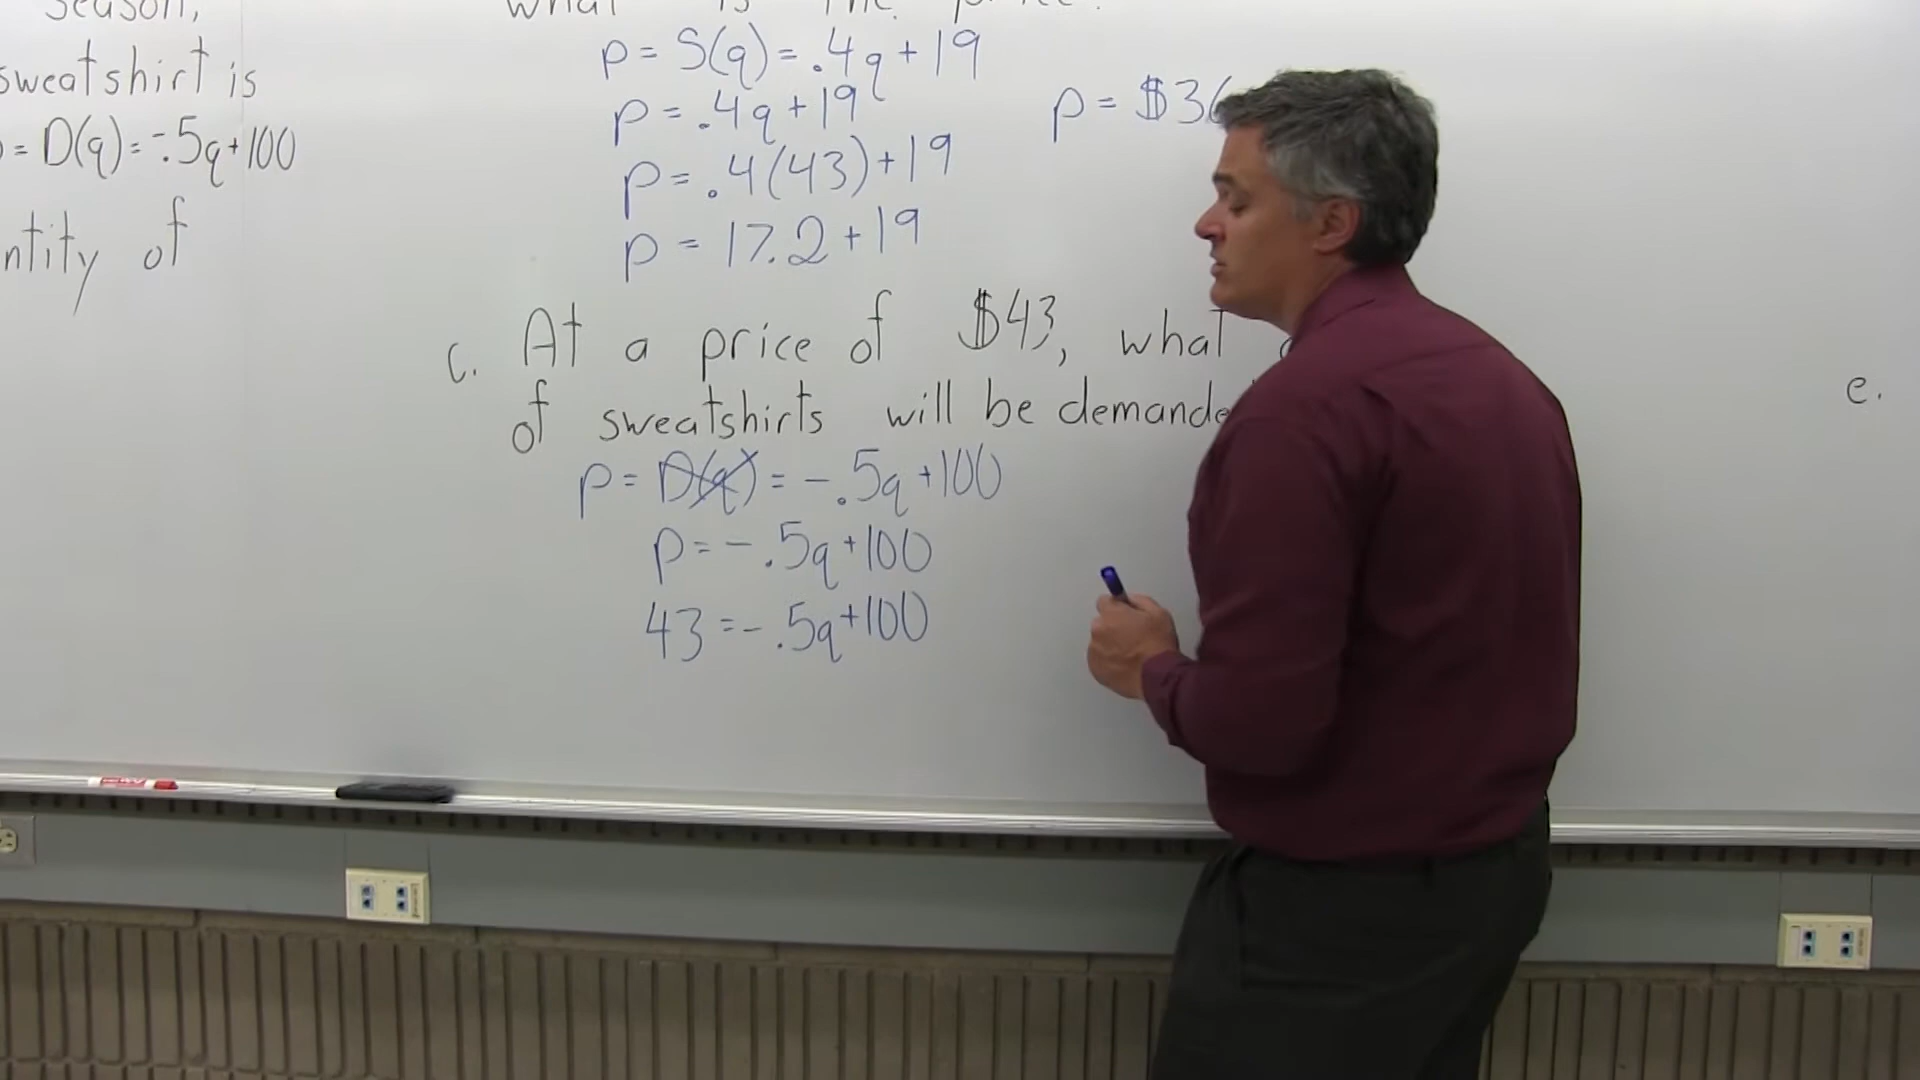 season,
sweatshirt is
= D(q) = -.5q+100
ntity of
what is the price?
p = S(q) = .4q + 19
p = .4q + 19
p = .4(43) + 19
p = 17.2 + 19
p = $36
c. At a price of $43, what
of sweatshirts will be demande
p = D(q) = -.5q+100
p = -.5q+100
43 = -.5q+100
e.